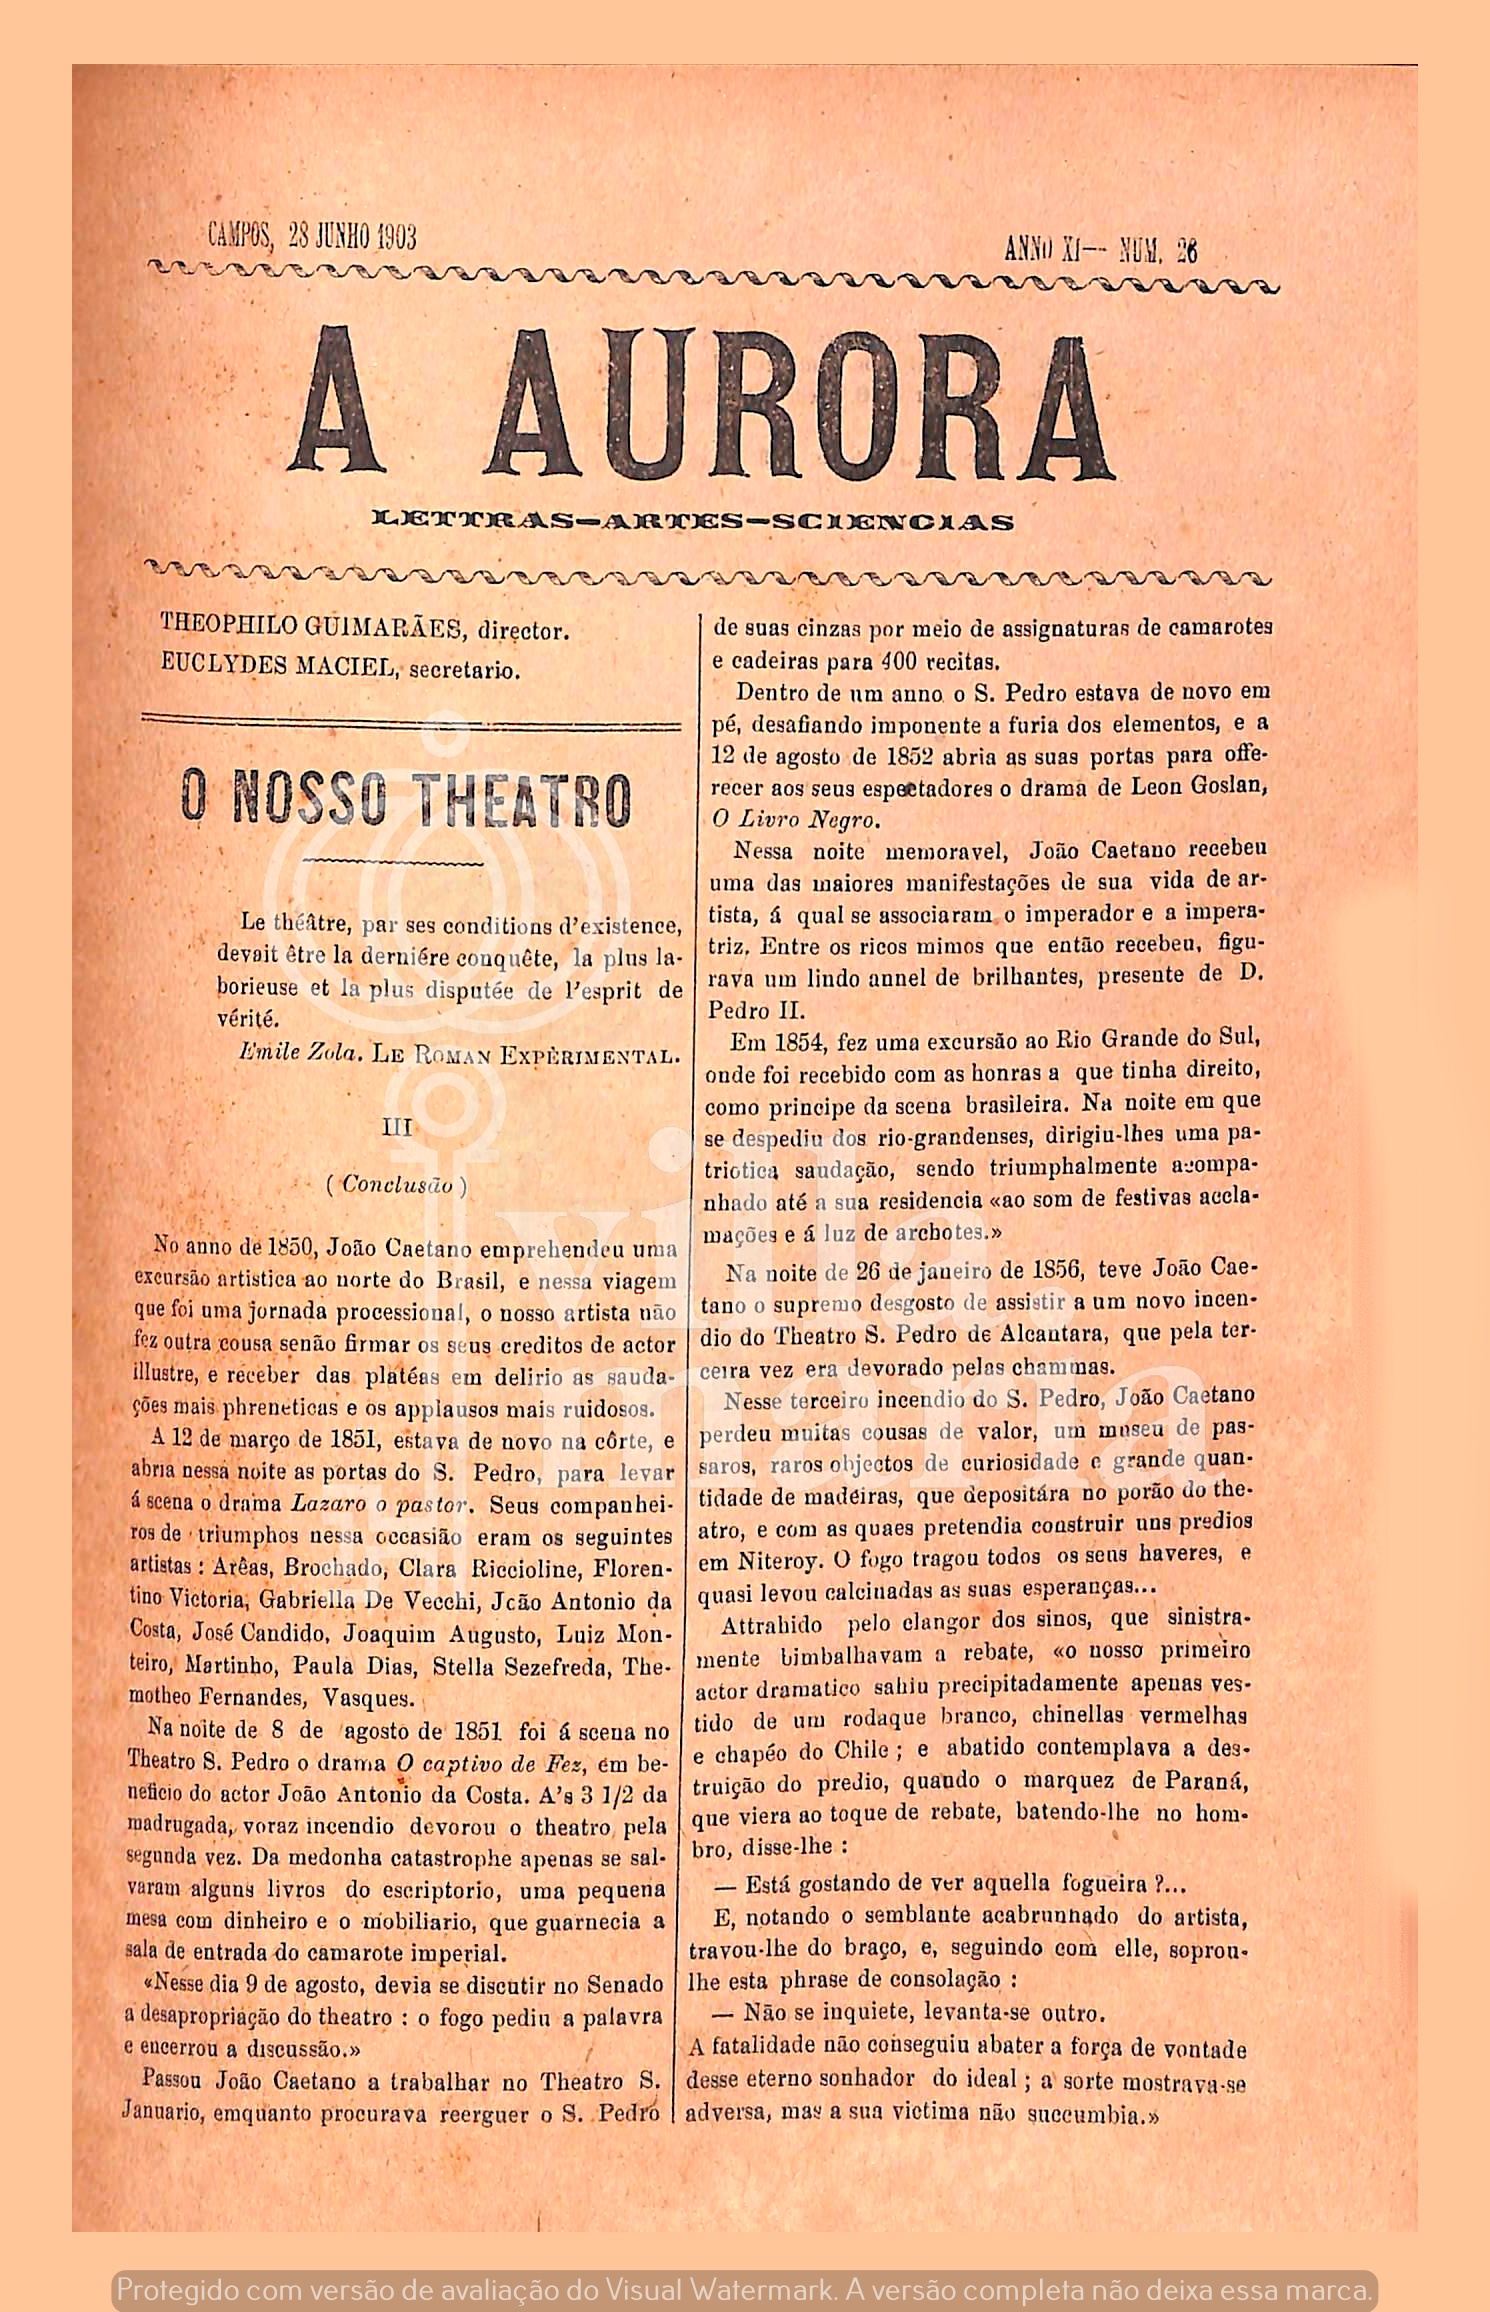 CAMPOS, 28 JUNHO 1903
ANNO XI-- NUM. 26
A AURORA
LETTRAS-ARTES-SCIENCIAS
THEOPHILO GUIMARÃES, director.
EUCLYDES MACIEL, secretario.
O NOSSO THEATRO
Le théâtre, par ses conditions d'existence,
devait être la derniére conquête, la plus la-
borieuse et la plus disputée de l'esprit de
vérité.
Emile Zola. LE ROMAN EXPÈRIMENTAL.
III
(Conclusão)
No anno de 1850, João Caetano emprehendeu uma
excursão artistica ao norte do Brasil, e nessa viagem
que foi uma jornada processional, o nosso artista não
fez outra cousa senão firmar os seus creditos de actor
illustre, e receber das platéas em delirio as sauda-
ções mais phreneticas e os applausos mais ruidosos.
A 12 de março de 1851, estava de novo na côrte, e
abria nessa noite as portas do S. Pedro, para levar
á scena o drama Lazaro o pastor. Seus companhei-
ros de triumphos nessa occasião eram os seguintes
artistas : Arêas, Brochado, Clara Riccioline, Floren-
tino Victoria, Gabriella De Vecchi, João Antonio da
Costa, José Candido, Joaquim Augusto, Luiz Mon-
teiro, Martinho, Paula Dias, Stella Sezefreda, The-
motheo Fernandes, Vasques.
Na noite de 8 de agosto de 1851 foi á scena no
Theatro S. Pedro o drama O captivo de Fez, em be-
neficio do actor João Antonio da Costa. A's 3 1/2 da
madrugada, voraz incendio devorou o theatro pela
segunda vez. Da medonha catastrophe apenas se sal-
varam alguns livros do escriptorio, uma pequena
mesa com dinheiro e o mobiliario, que guarnecia a
sala de entrada do camarote imperial.
«Nesse dia 9 de agosto, devia se discutir no Senado
a desapropriação do theatro : o fogo pediu a palavra
e encerrou a discussão.»
Passou João Caetano a trabalhar no Theatro S.
Januario, emquanto procurava reerguer o S. Pedro
de suas cinzas por meio de assignaturas de camarotes
e cadeiras para 400 recitas.
Dentro de um anno o S. Pedro estava de novo em
pé, desafiando imponente a furia dos elementos, e a
12 de agosto de 1852 abria as suas portas para offe-
recer aos seus espectadores o drama de Leon Goslan,
O Livro Negro.
Nessa noite memoravel, João Caetano recebeu
uma das maiores manifestações de sua vida de ar-
tista, á qual se associaram o imperador e a impera-
triz. Entre os ricos mimos que então recebeu, figu-
rava um lindo annel de brilhantes, presente de D.
Pedro II.
Em 1854, fez uma excursão ao Rio Grande do Sul,
onde foi recebido com as honras a que tinha direito,
como principe da scena brasileira. Na noite em que
se despediu dos rio-grandenses, dirigiu-lhes uma pa-
triotica saudação, sendo triumphalmente acompa-
nhado até a sua residencia «ao som de festivas accla-
mações e á luz de archotes.»
Na noite de 26 de janeiro de 1856, teve João Cae-
tano o supremo desgosto de assistir a um novo incen-
dio do Theatro S. Pedro de Alcantara, que pela ter-
ceira vez era devorado pelas chammas.
Nesse terceiro incendio do S. Pedro, João Caetano
perdeu muitas cousas de valor, um museu de pas-
saros, raros objectos de curiosidade e grande quan-
tidade de madeiras, que depositára no porão do the-
atro, e com as quaes pretendia construir uns predios
em Niteroy. O fogo tragou todos os seus haveres, e
quasi levou calcinadas as suas esperanças...
Attrahido pelo clangor dos sinos, que sinistra-
mente bimbalhavam a rebate, «o nosso primeiro
actor dramatico sahiu precipitadamente apenas ves-
tido de um rodaque branco, chinellas vermelhas
e chapéo do Chile ; e abatido contemplava a des-
truição do predio, quando o marquez de Paraná,
que viera ao toque de rebate, batendo-lhe no hom-
bro, disse-lhe :
— Está gostando de ver aquella fogueira ?...
E, notando o semblante acabrunhado do artista,
travou-lhe do braço, e, seguindo com elle, soprou-
lhe esta phrase de consolação :
— Não se inquiete, levanta-se outro.
A fatalidade não conseguiu abater a força de vontade
desse eterno sonhador do ideal ; a sorte mostrava-se
adversa, mas a sua victima não succumbia.»
villa
maria
Protegido com versão de avaliação do Visual Watermark. A versão completa não deixa essa marca.